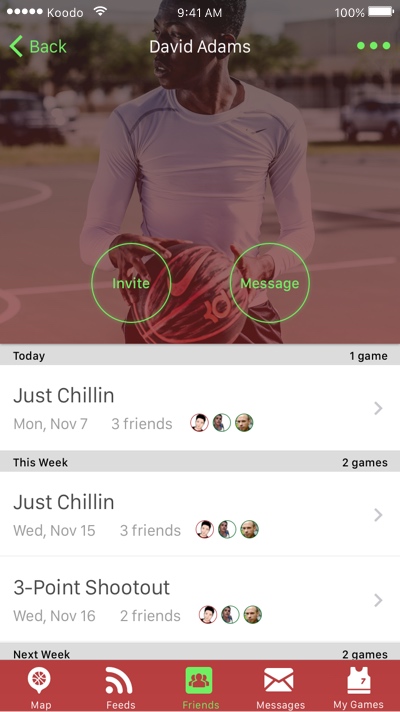 Koodo 9:41 AM 100%
Back David Adams
Invite Message
Today 1 game
Just Chillin
Mon, Nov 7 3 friends
This Week 2 games
Just Chillin
Wed, Nov 15 3 friends
3-Point Shootout
Wed, Nov 16 2 friends
Next Week 2 games
7
Map Feeds Friends Messages My Games